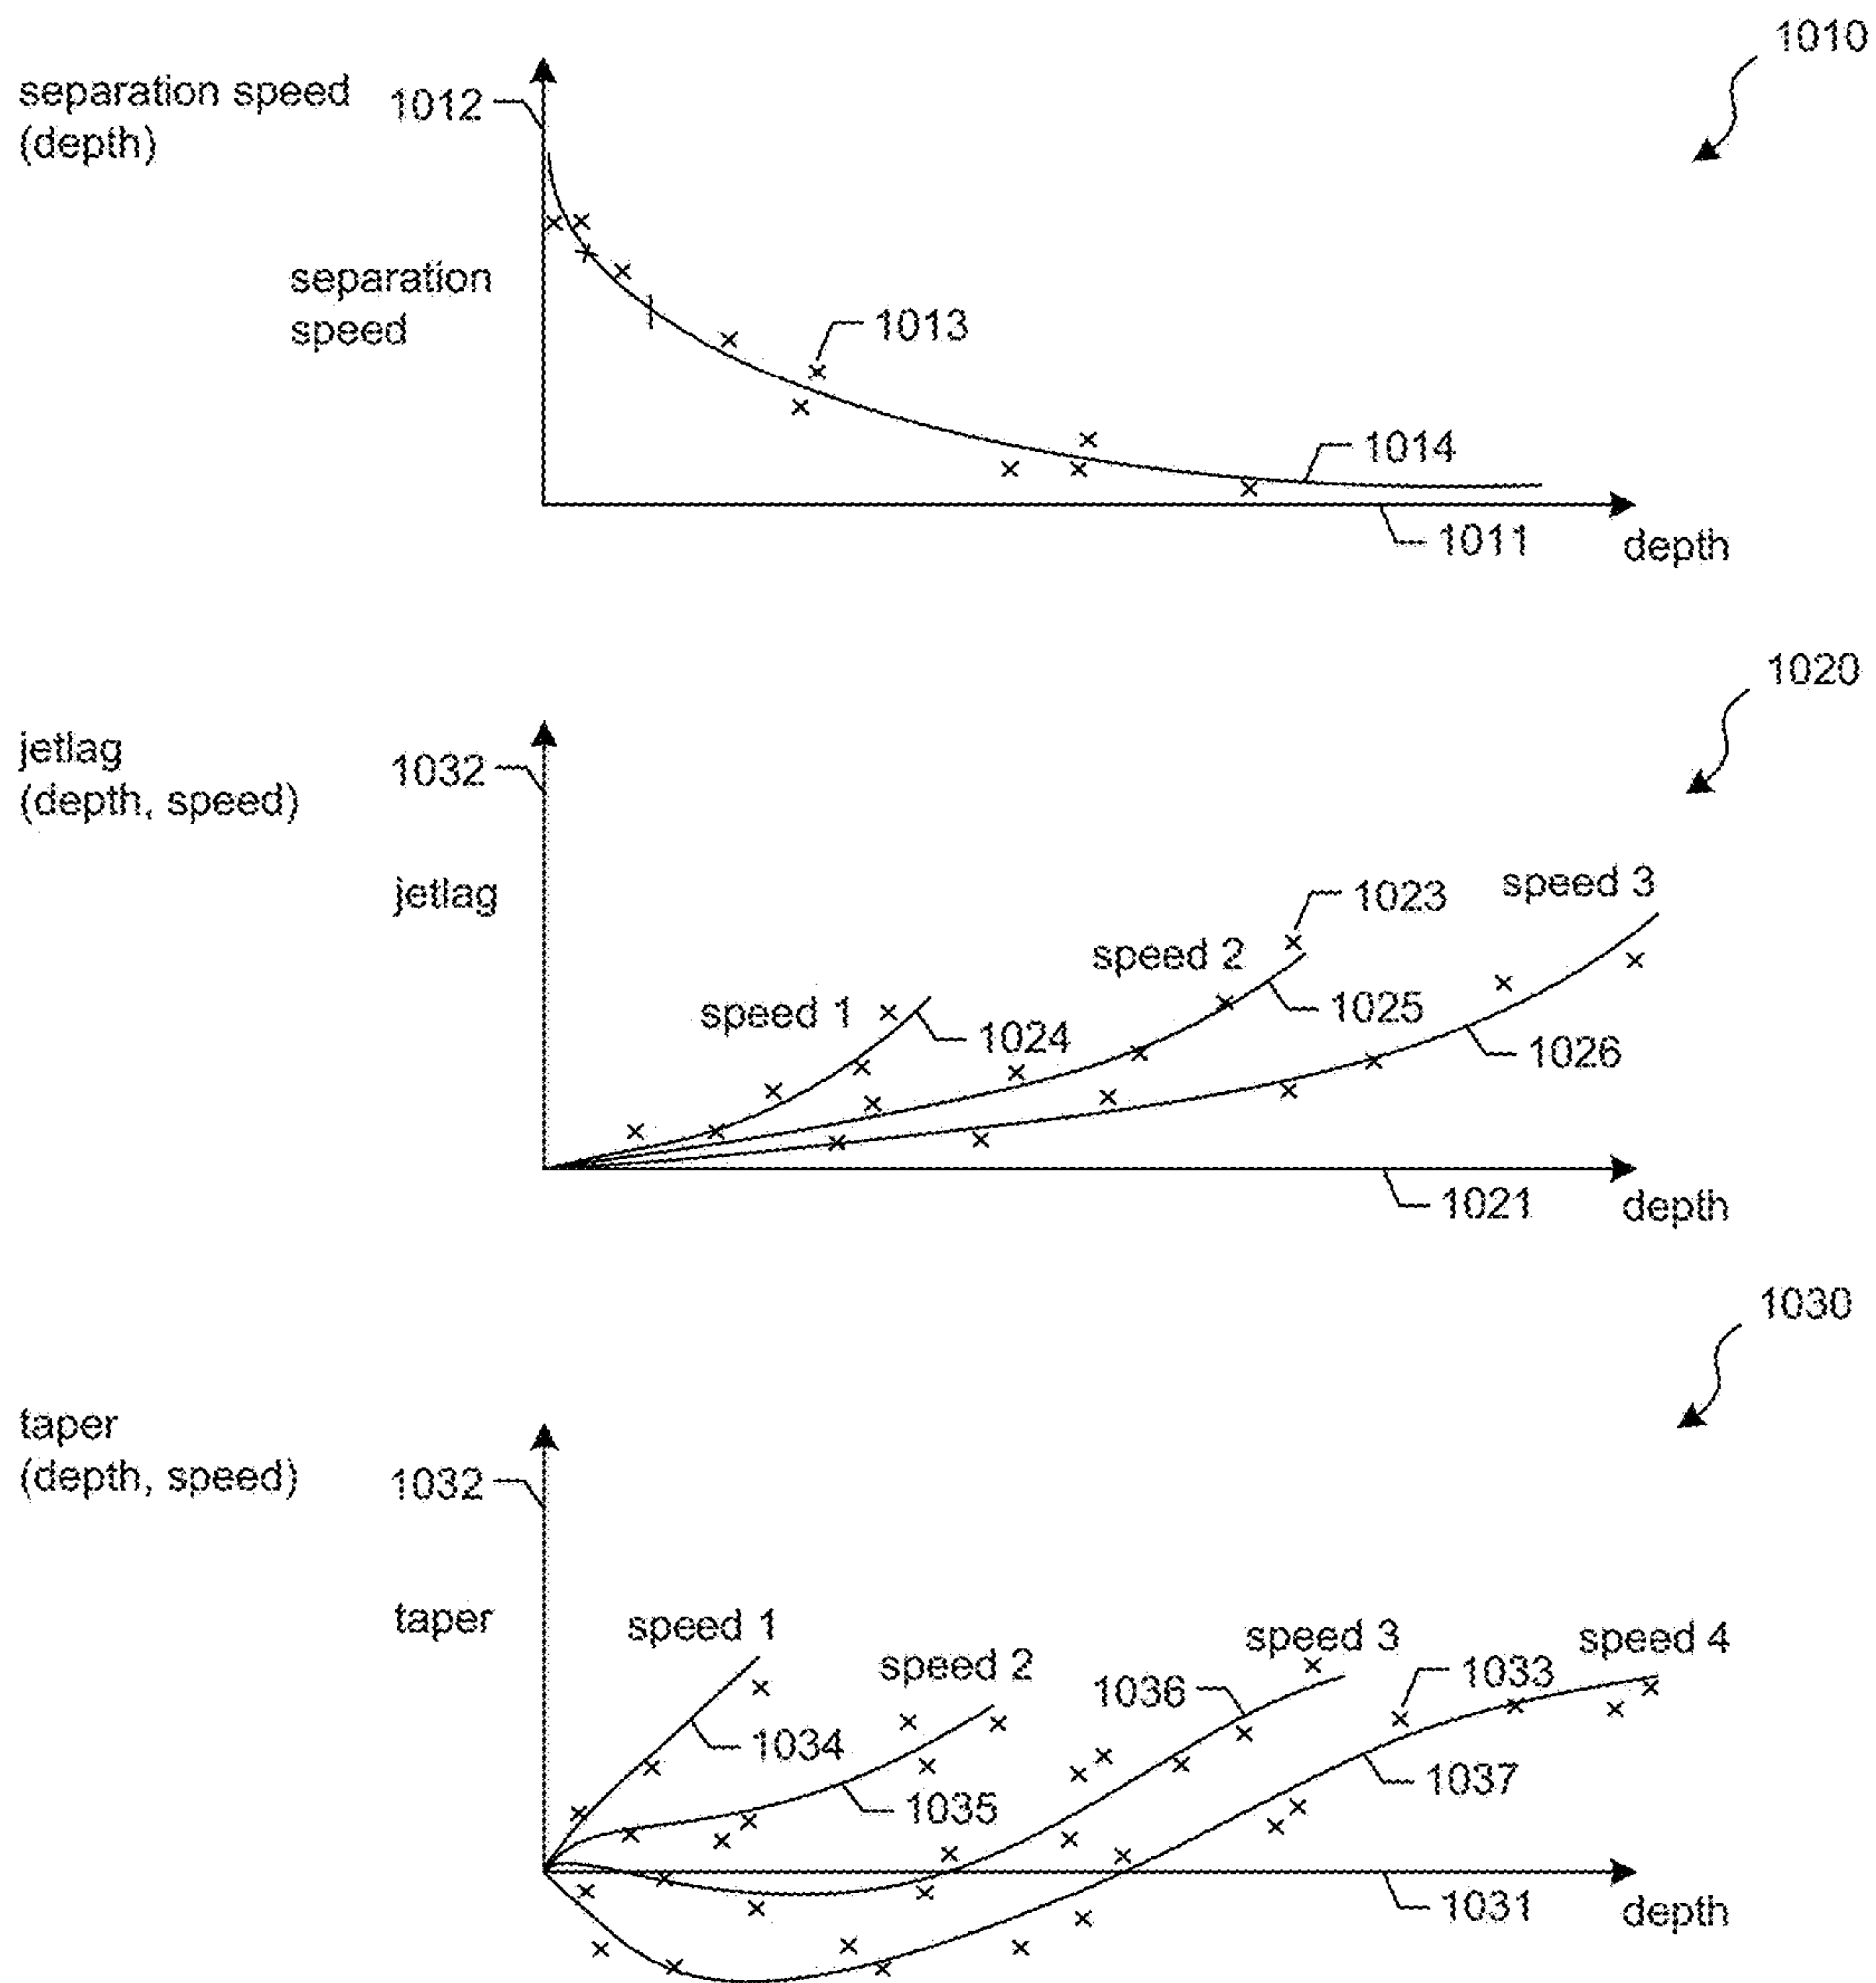 1010
separation speed
(depth)
1012
separation
speed
1013
1014
1011
depth
1020
jetlag
(depth, speed)
1032
jetlag
speed 1
speed 2
speed 3
1023
1024
1025
1026
1021
depth
1030
taper
(depth, speed)
1032
taper
speed 1
speed 2
speed 3
speed 4
1036
1033
1034
1035
1037
1031
depth